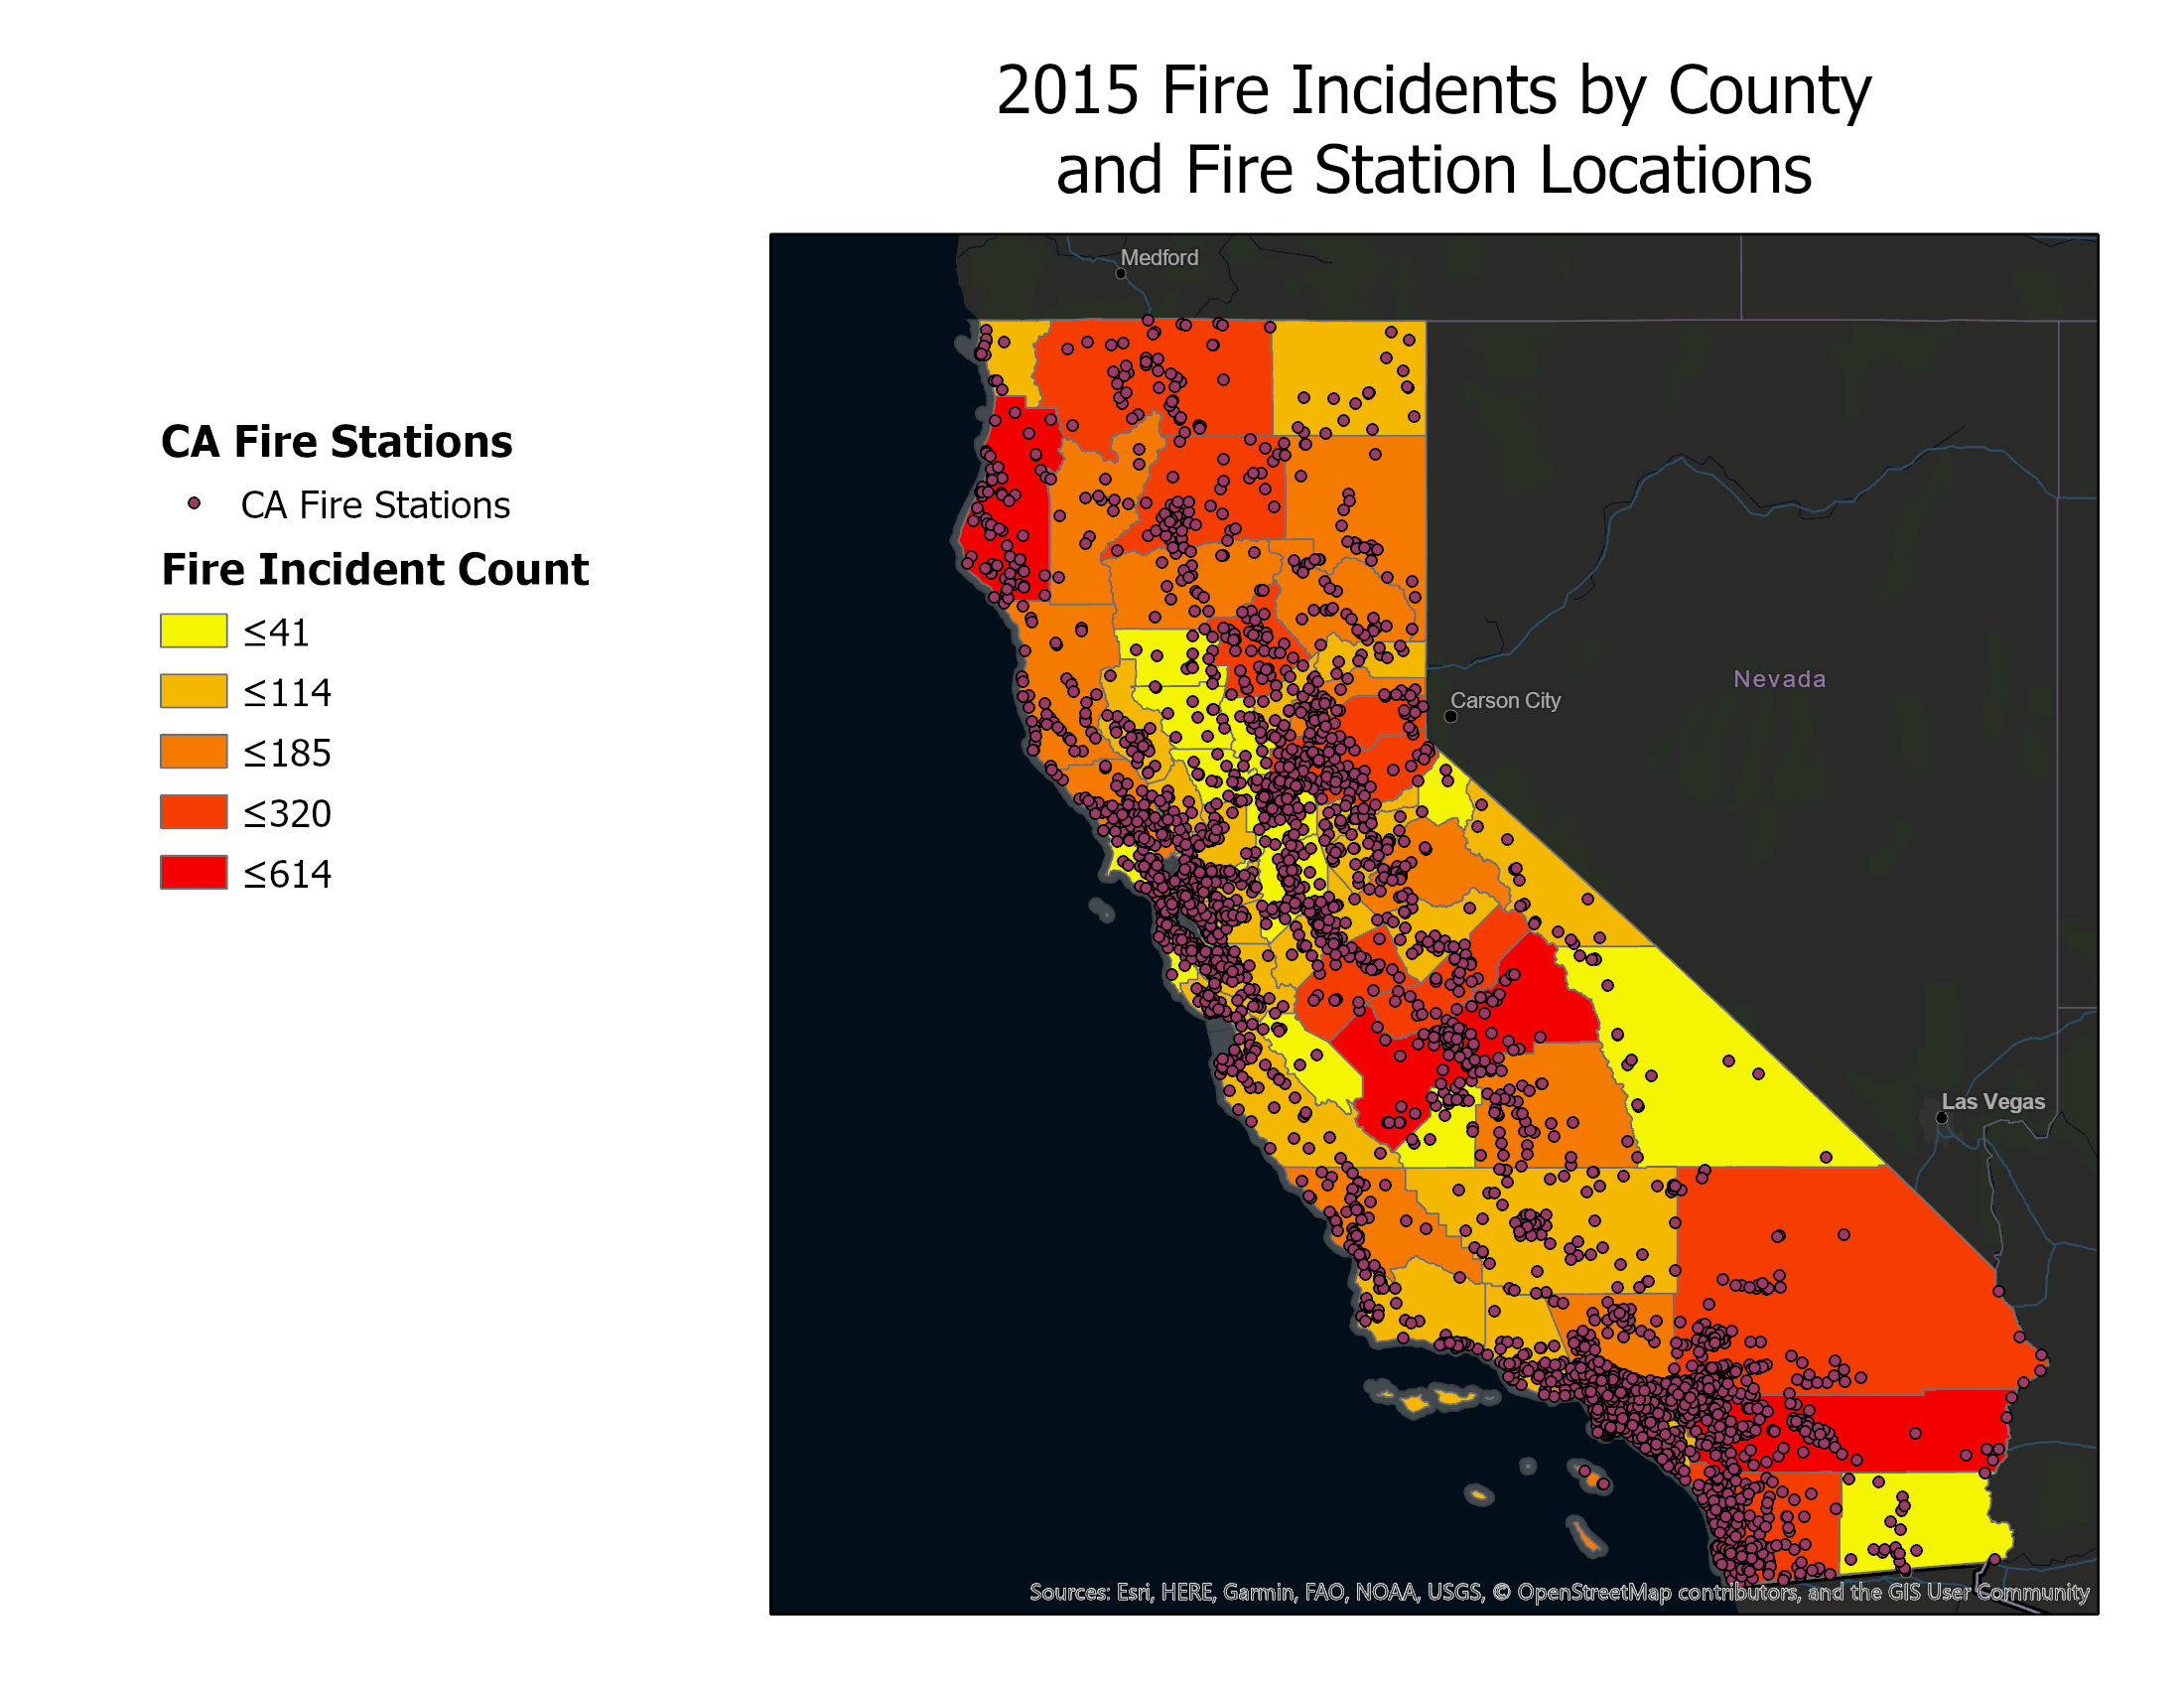 2015 Fire Incidents by County
and Fire Station Locations
CA Fire Stations
CA Fire Stations
Fire Incident Count
≤41
≤114
≤185
≤320
≤614
Medford
Nevada
Carson City
Las Vegas
Sources: Esri, HERE, Garmin, FAO, NOAA, USGS, © OpenStreetMap contributors, and the GIS User Community